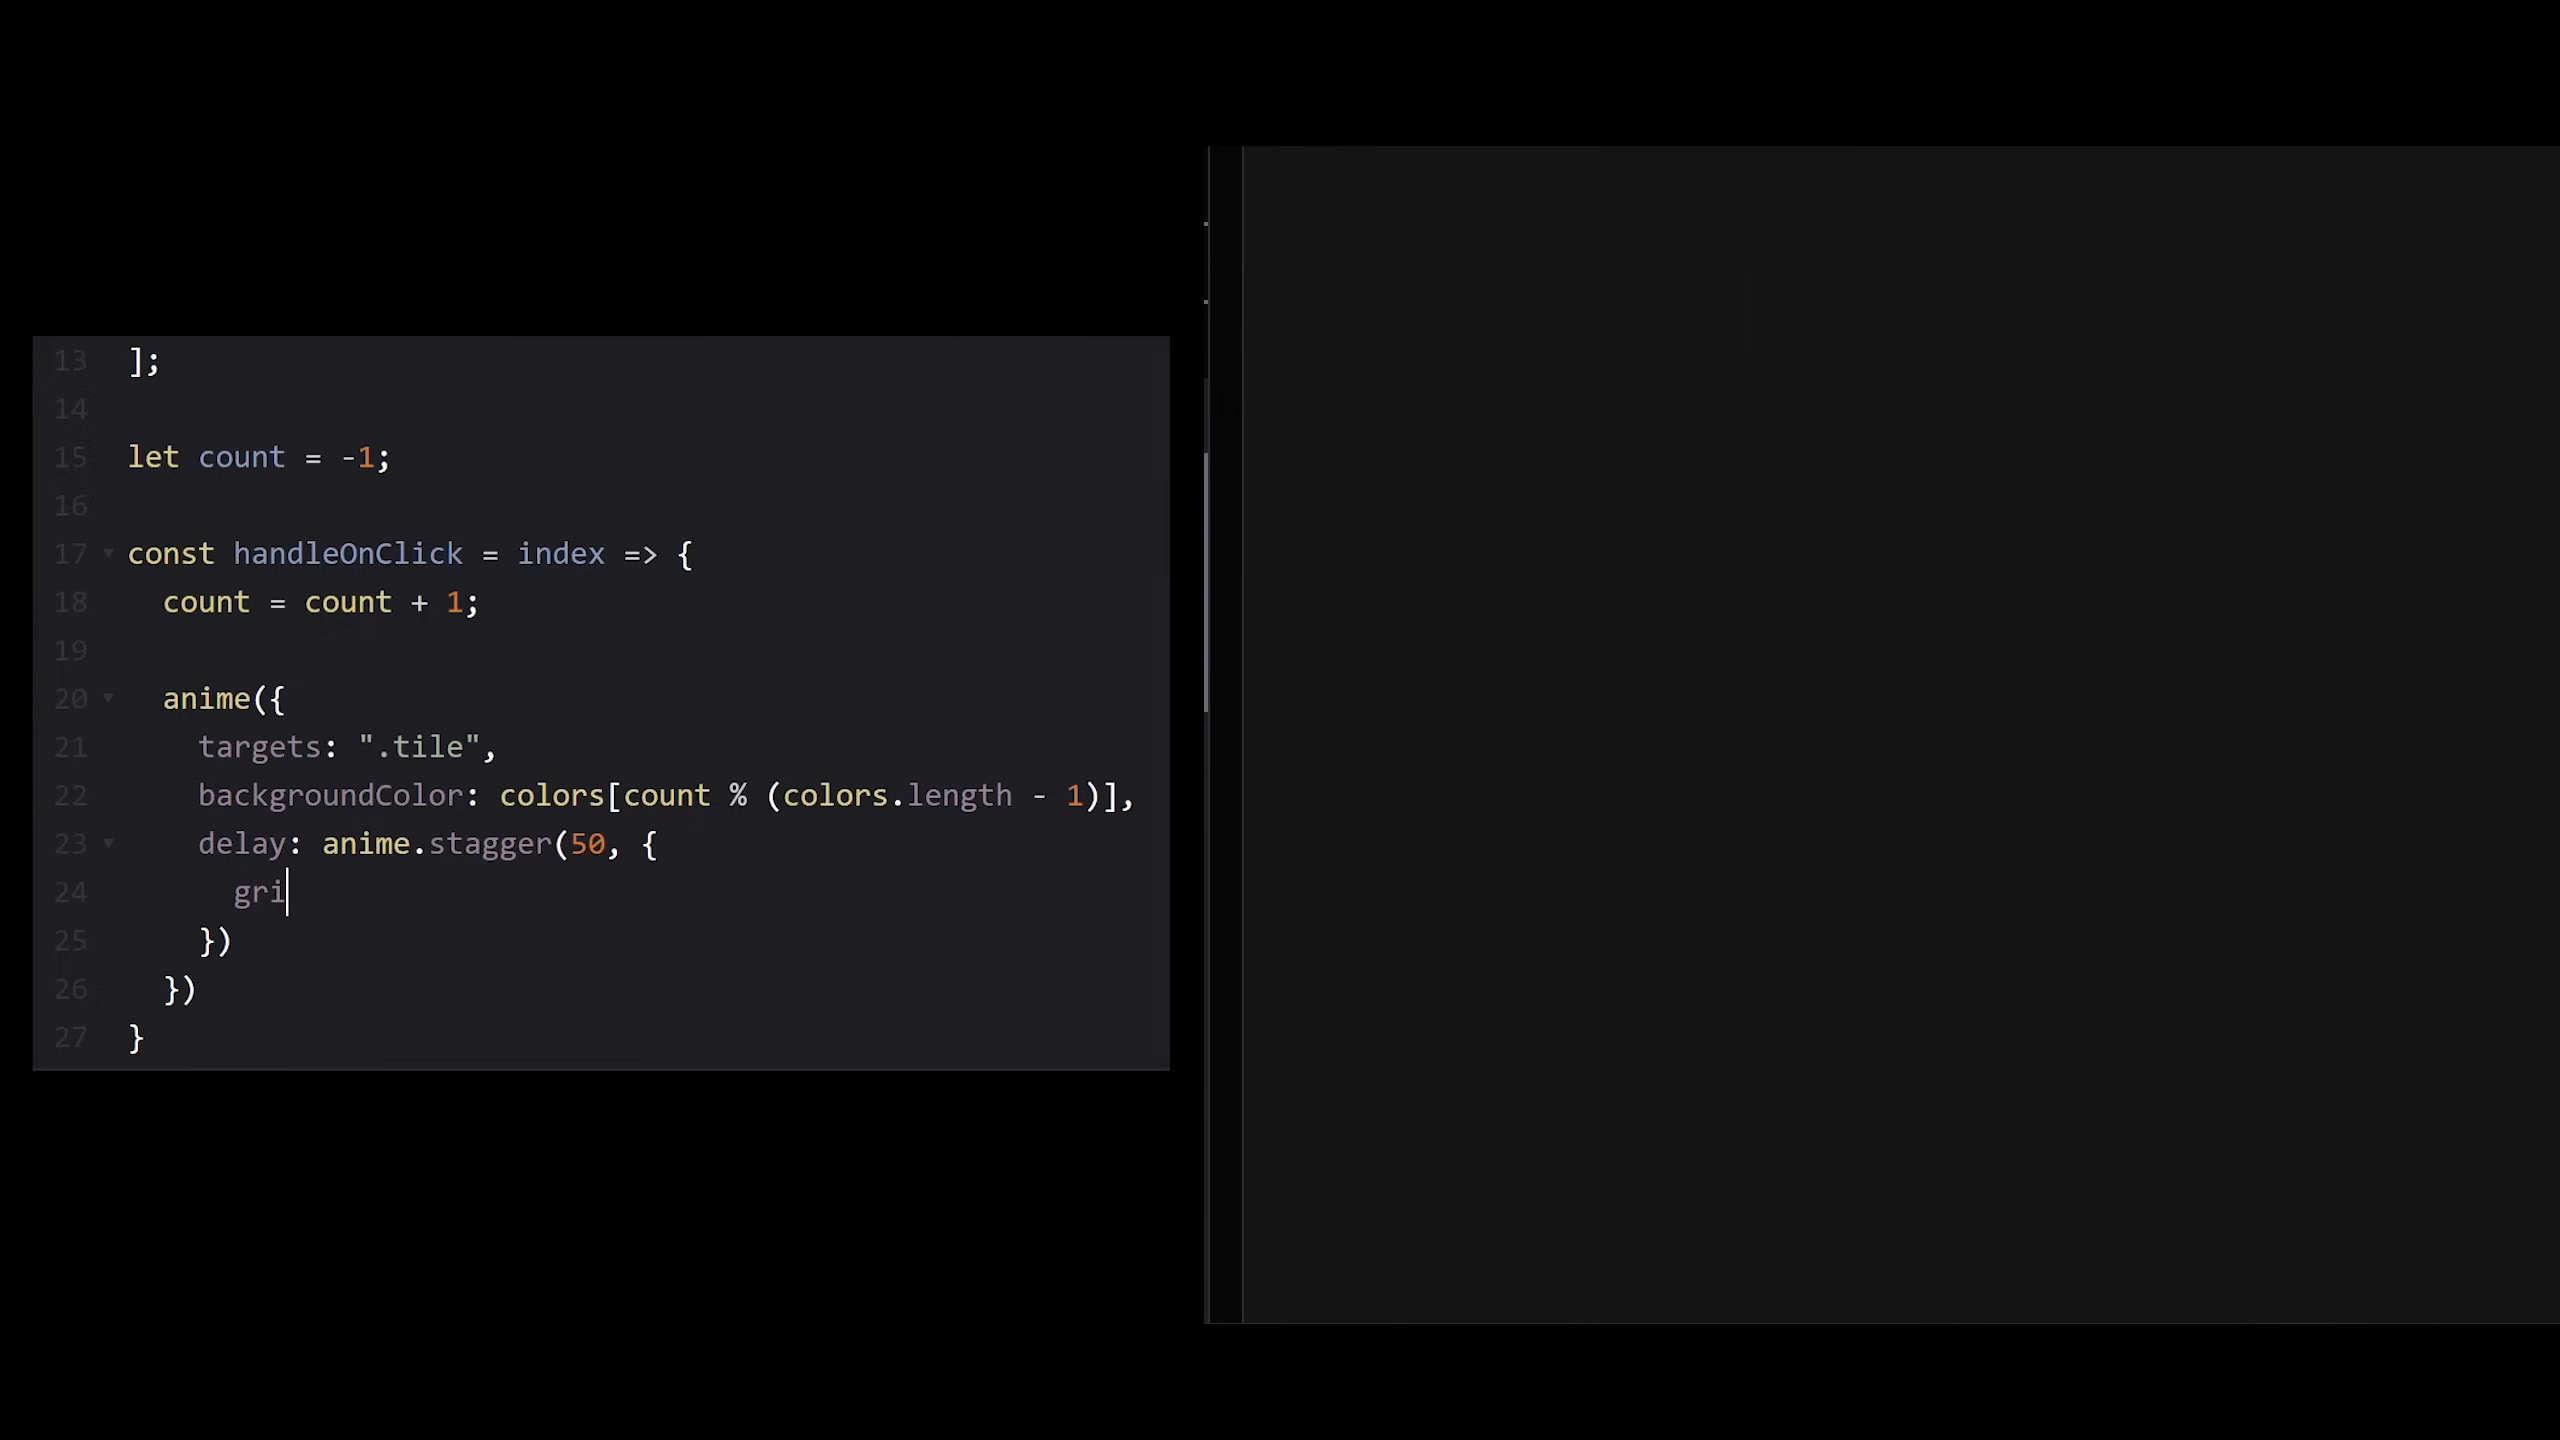 13 ];
14
15 let count = -1;
16
17 const handleOnClick = index => {
18 count = count + 1;
19
20 anime({
21 targets: ".tile",
22 backgroundColor: colors[count % (colors.length - 1)],
23 delay: anime.stagger(50, {
24 gri
25 })
26 })
27 }